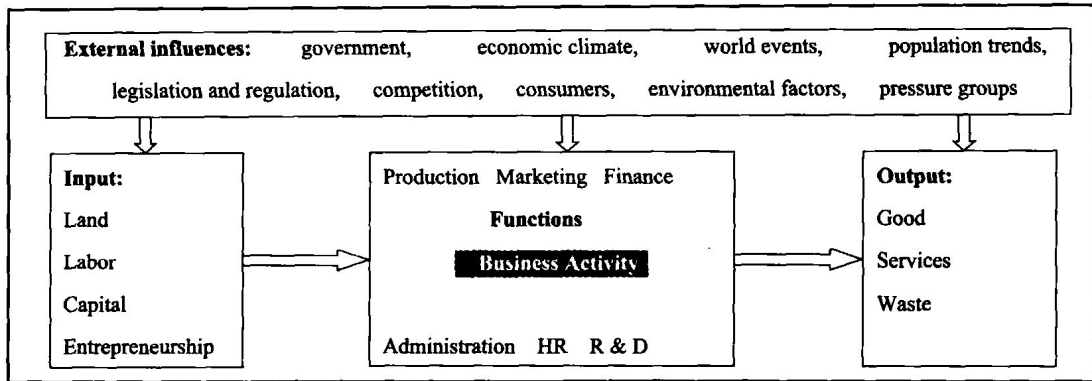 External influences: government, economic climate, world events, population trends,
legislation and regulation, competition, consumers, environmental factors, pressure groups
Input:
Land
Labor
Capital
Entrepreneurship
Production Marketing Finance
Functions
Business Activity
Administration HR R & D
Output:
Good
Services
Waste